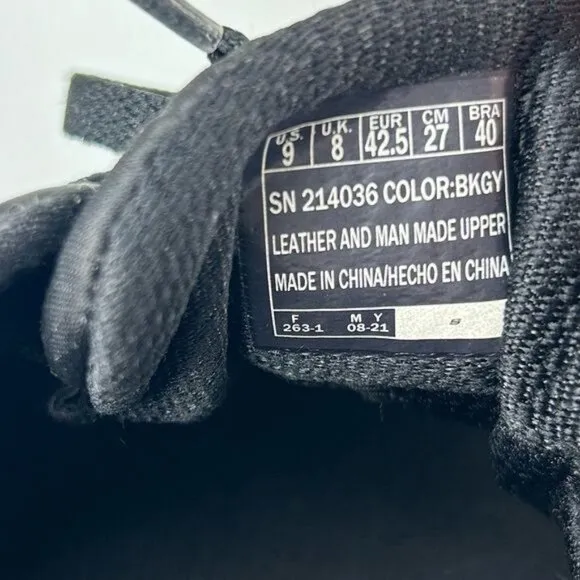 U.S. U.K. EUR CM BRA
9 8 42.5 27 40
SN 214036 COLOR:BKGY
LEATHER AND MAN MADE UPPER
MADE IN CHINA/HECHO EN CHINA
F M Y
263-1 08-21